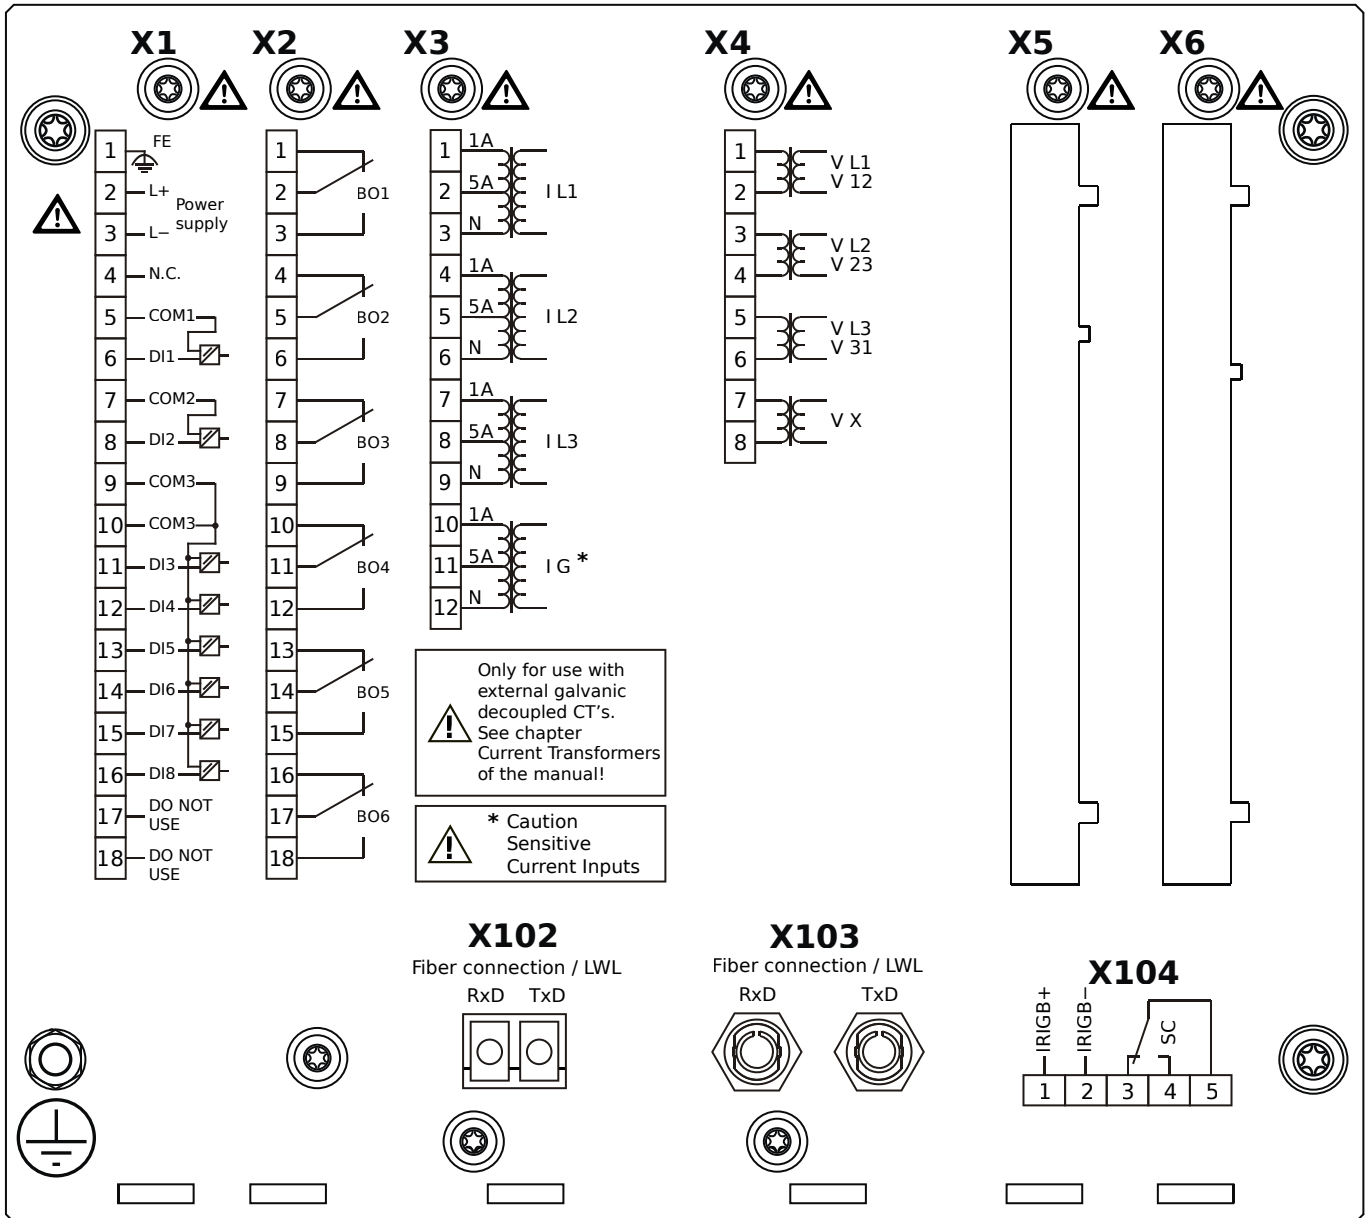 X1
X2
X3
X4
X5
X6
1 FE
2 L+
Power
supply
3 L−
4 N.C.
5 COM1
6 DI1
7 COM2
8 DI2
9 COM3
10 COM3
11 DI3
12 DI4
13 DI5
14 DI6
15 DI7
16 DI8
17 DO NOT
USE
18 DO NOT
USE
1
2 BO1
3
4
5 BO2
6
7
8 BO3
9
10
11 BO4
12
13
14 BO5
15
16
17 BO6
18
1 1A
2 5A I L1
3 N
4 1A
5 5A I L2
6 N
7 1A
8 5A I L3
9 N
10 1A
11 5A I G *
12 N
Only for use with
external galvanic
decoupled CT's.
See chapter
Current Transformers
of the manual!
* Caution
Sensitive
Current Inputs
1 V L1
2 V 12
3 V L2
4 V 23
5 V L3
6 V 31
7 V X
8
X102
Fiber connection / LWL
RxD TxD
X103
Fiber connection / LWL
RxD TxD
X104
IRIGB+
IRIGB−
SC
1 2 3 4 5